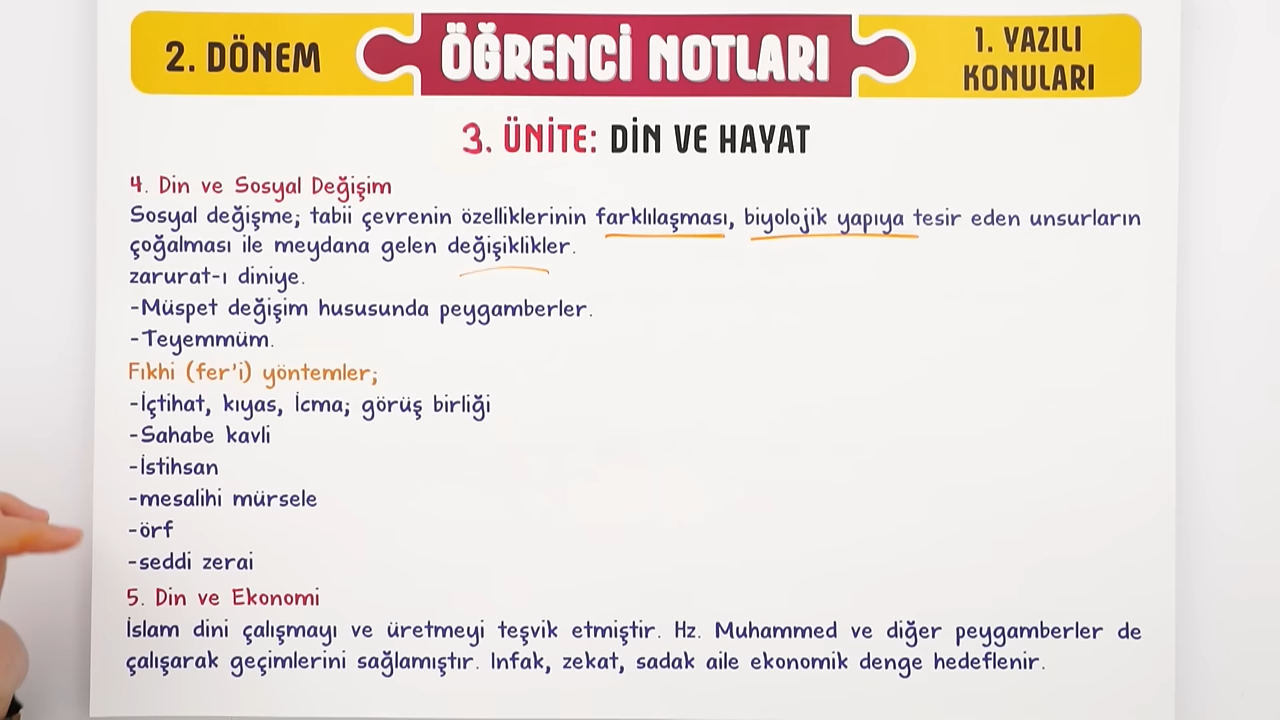 2. DÖNEM
ÖĞRENCİ NOTLARI
1. YAZILI
KONULARI
3. ÜNİTE: DİN VE HAYAT
4. Din ve Sosyal Değişim
Sosyal değişme; tabii çevrenin özelliklerinin farklılaşması, biyolojik yapıya tesir eden unsurların
çoğalması ile meydana gelen değişiklikler.
zarurat-ı diniye.
-Müspet değişim hususunda peygamberler.
-Teyemmüm.
Fıkhi (fer'i) yöntemler;
-İçtihat, kıyas, İcma; görüş birliği
-Sahabe kavli
-İstihsan
-mesalihi mürsele
-örf
-seddi zerai
5. Din ve Ekonomi
İslam dini çalışmayı ve üretmeyi teşvik etmiştir. Hz. Muhammed ve diğer peygamberler de
çalışarak geçimlerini sağlamıştır. Infak, zekat, sadak aile ekonomik denge hedeflenir.